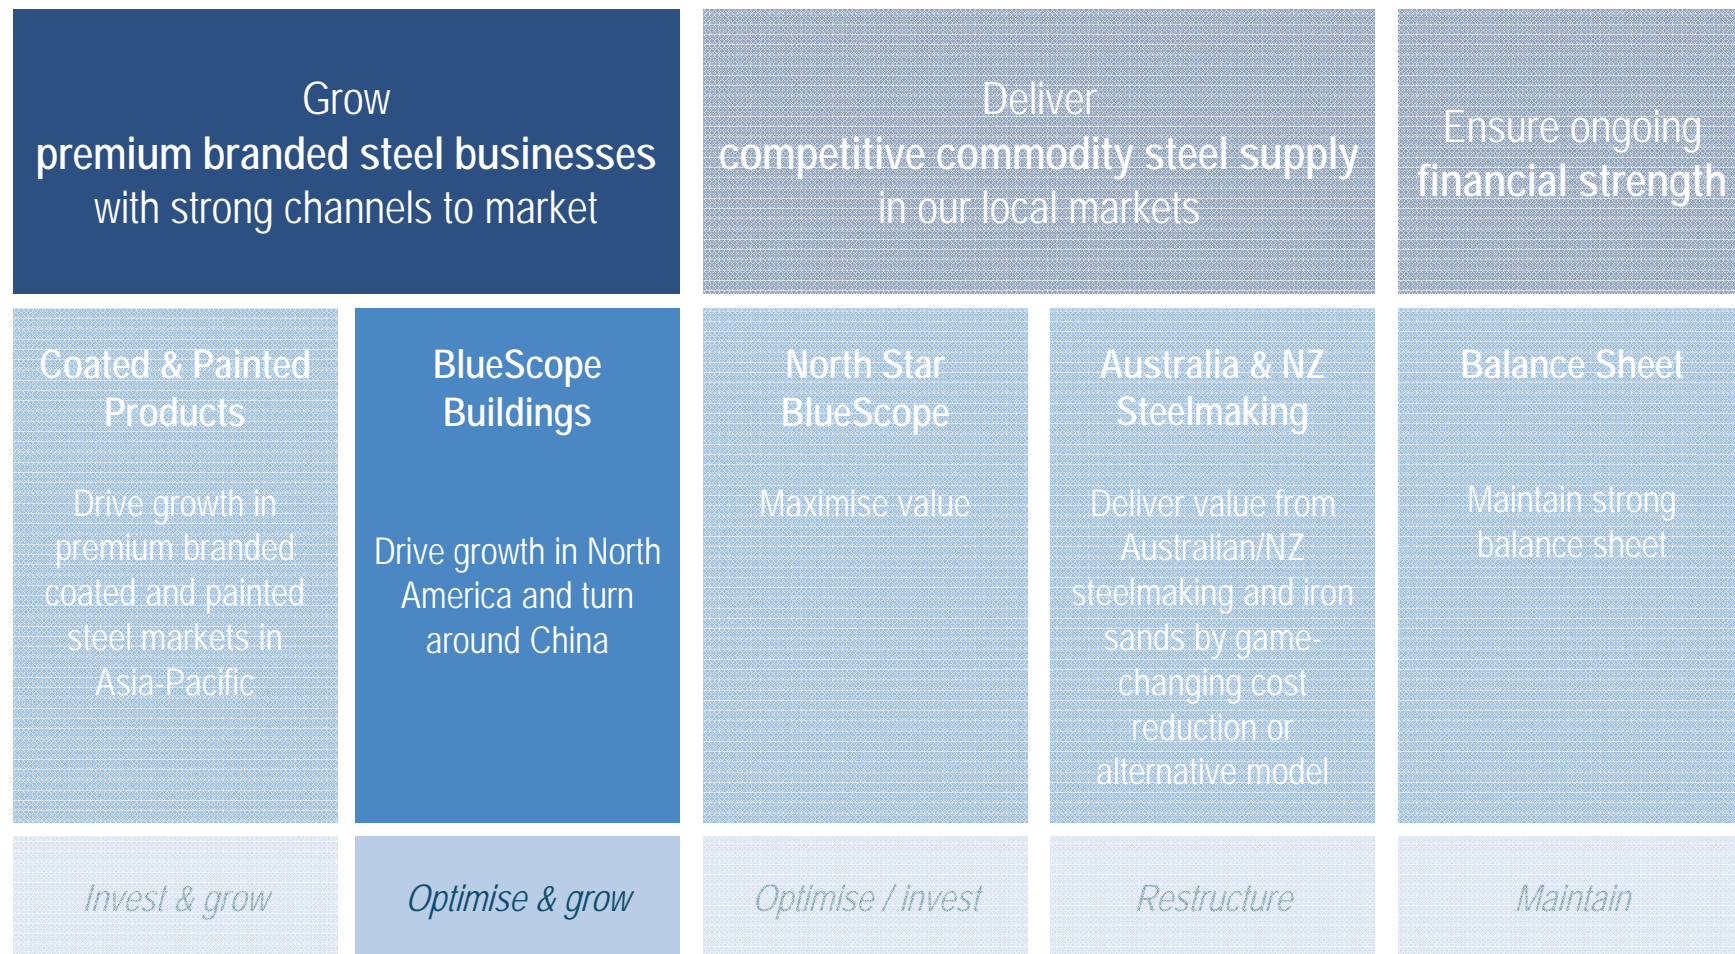 Grow
premium branded steel businesses
with strong channels to market
Deliver
competitive commodity steel supply
in our local markets
Ensure ongoing
financial strength
Coated & Painted
Products
Drive growth in
premium branded
coated and painted
steel markets in
Asia-Pacific
BlueScope
Buildings
Drive growth in North
America and turn
around China
North Star
BlueScope
Maximise value
Australia & NZ
Steelmaking
Deliver value from
Australian/NZ
steelmaking and iron
sands by game-
changing cost
reduction or
alternative model
Balance Sheet
Maintain strong
balance sheet
Invest & grow
Optimise & grow
Optimise / invest
Restructure
Maintain